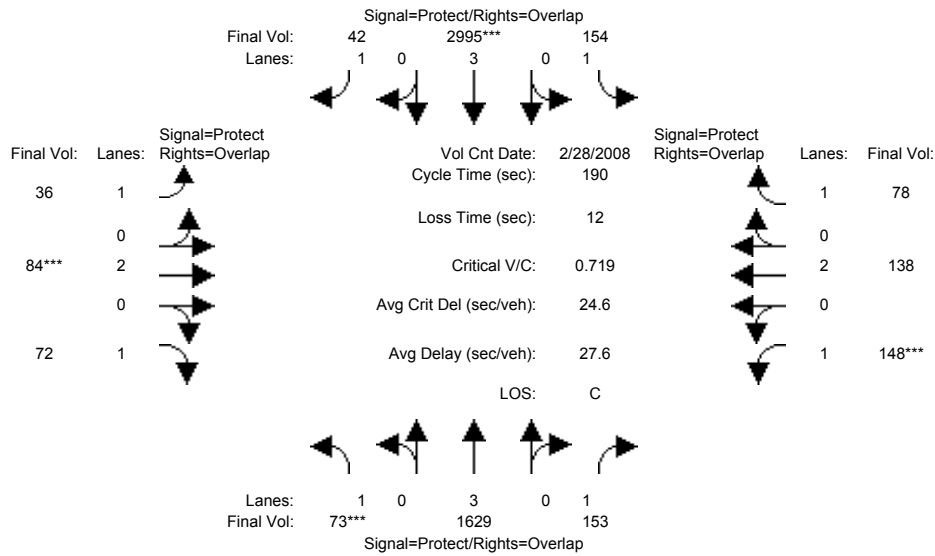 Signal=Protect/Rights=Overlap
Final Vol: 42 2995*** 154
Lanes: 1 0 3 0 1
Signal=Protect Signal=Protect
Final Vol: Lanes: Rights=Overlap Vol Cnt Date: 2/28/2008 Rights=Overlap Lanes: Final Vol:
Cycle Time (sec): 190
36 1 1 78
Loss Time (sec): 12
0 0
84*** 2 Critical V/C: 0.719 2 138
0 Avg Crit Del (sec/veh): 24.6 0
72 1 Avg Delay (sec/veh): 27.6 1 148***
LOS: C
Lanes: 1 0 3 0 1
Final Vol: 73*** 1629 153
Signal=Protect/Rights=Overlap